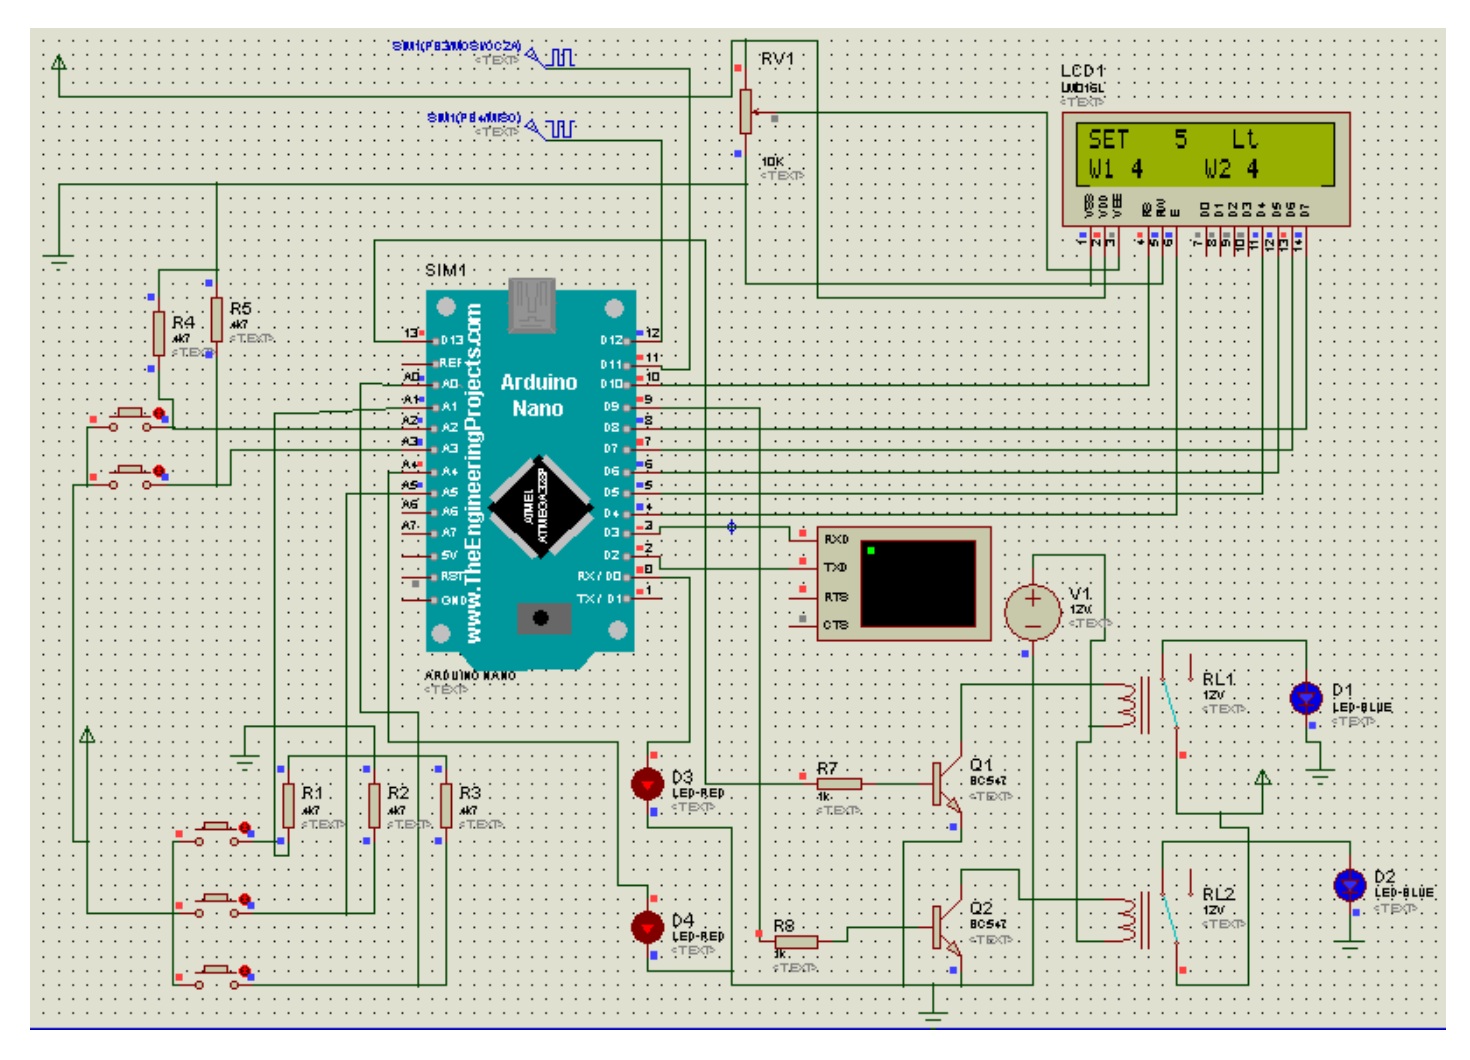 SIM1(PB3/MOSI/OC2A)
<TEXT>
SIM1(PB4/MISO)
<TEXT>
RV1
10K
<TEXT>
LCD1
LM016L
<TEXT>
SET 5 Lt
W1 4 W2 4
VSS VDD VEE RS RW E D0 D1 D2 D3 D4 D5 D6 D7
1 2 3 4 5 6 7 8 9 10 11 12 13 14
SIM1
R4
4k7
<TEXT>
R5
4k7
<TEXT>
13 D13
REF
A0 A0
A1 A1
A2 A2
A3 A3
A4 A4
A5 A5
A6 A6
A7 A7
5V
RST
GND
www.TheEngineeringProjects.com
Arduino
Nano
ATMEL
ATMEGA328P
D12 12
D11 11
D10 10
D9 9
D8 8
D7 7
D6 6
D5 5
D4 4
D3 3
D2 2
RX / D0 0
TX / D1 1
ARDUINO NANO
<TEXT>
RXD
TXD
RTS
CTS
V1
12V
<TEXT>
RL1
12V
<TEXT>
D1
LED-BLUE
<TEXT>
R1
4k7
<TEXT>
R2
4k7
<TEXT>
R3
4k7
<TEXT>
D3
LED-RED
<TEXT>
R7
1k
<TEXT>
Q1
BC547
<TEXT>
D4
LED-RED
<TEXT>
R8
1k
<TEXT>
Q2
BC547
<TEXT>
RL2
12V
<TEXT>
D2
LED-BLUE
<TEXT>